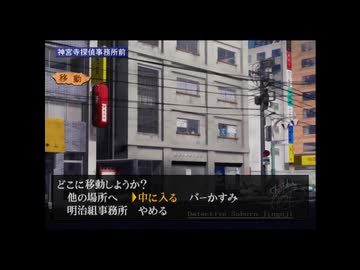 神宮寺探偵事務所前
移動
どこに移動しようか?
他の場所へ 中に入る バーかすみ
明治組事務所 やめる
Detective Saburo Jinguji